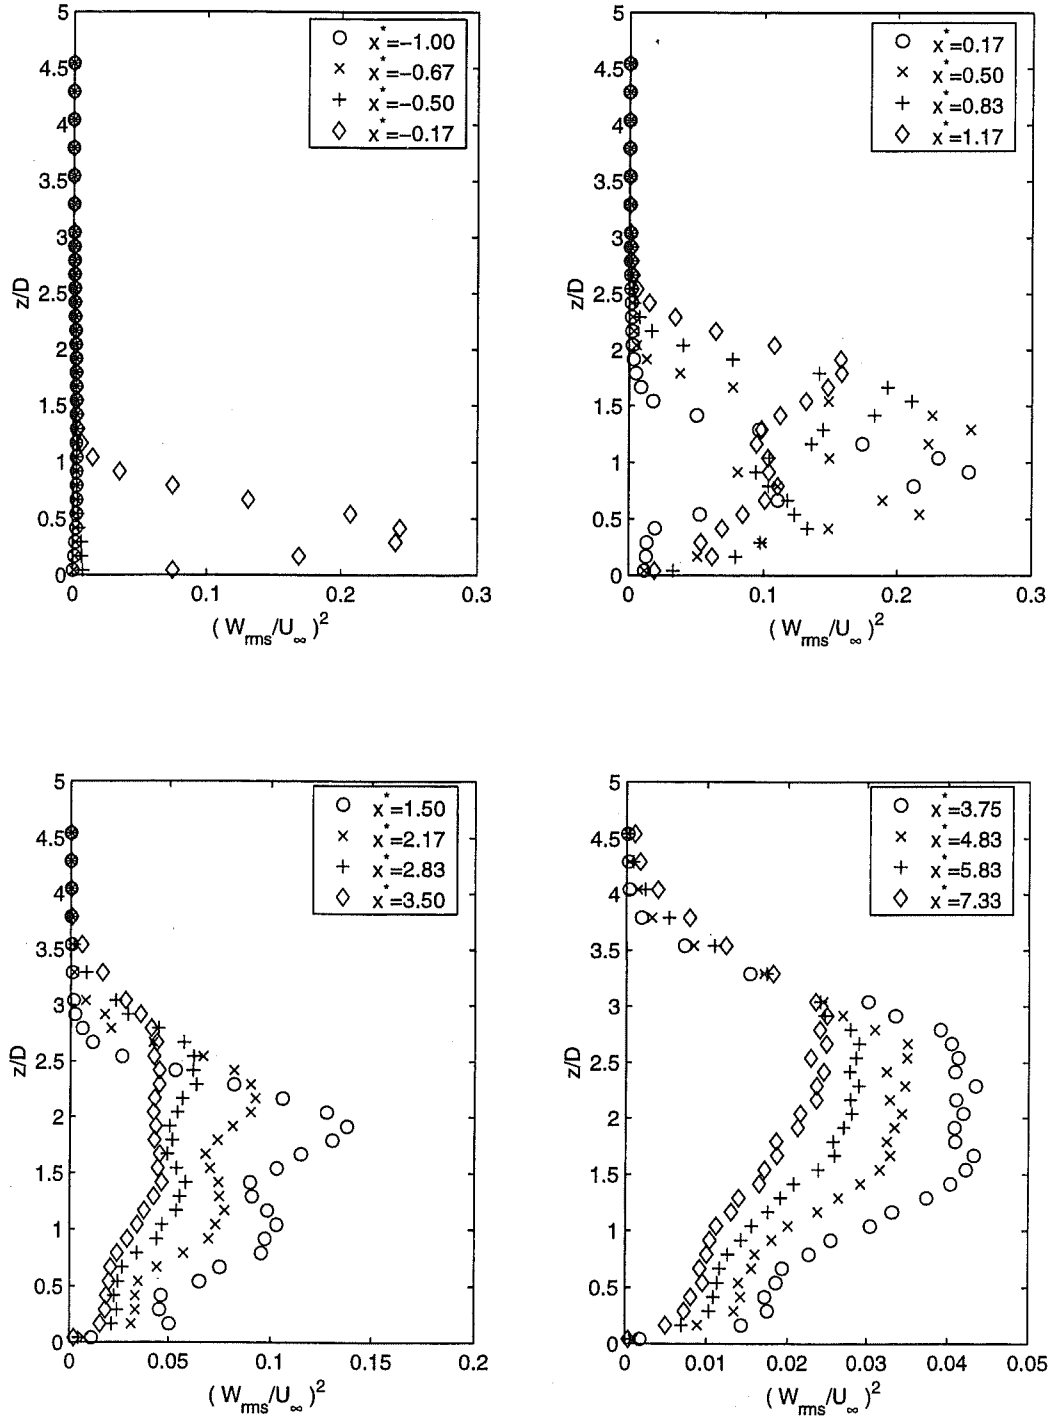 5
4.5
4
3.5
3
2.5
2
1.5
1
0.5
0
z/D
0
0.1
0.2
0.3
(W_rms/U_∞)^2
x*=−1.00
x*=−0.67
x*=−0.50
x*=−0.17
5
4.5
4
3.5
3
2.5
2
1.5
1
0.5
0
z/D
0
0.1
0.2
0.3
(W_rms/U_∞)^2
x*=0.17
x*=0.50
x*=0.83
x*=1.17
5
4.5
4
3.5
3
2.5
2
1.5
1
0.5
0
z/D
0
0.05
0.1
0.15
0.2
(W_rms/U_∞)^2
x*=1.50
x*=2.17
x*=2.83
x*=3.50
5
4.5
4
3.5
3
2.5
2
1.5
1
0.5
0
z/D
0
0.01
0.02
0.03
0.04
0.05
(W_rms/U_∞)^2
x*=3.75
x*=4.83
x*=5.83
x*=7.33